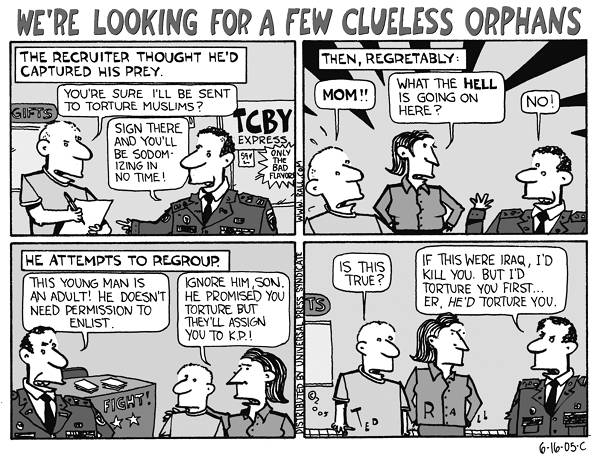 WE'RE LOOKING FOR A FEW CLUELESS ORPHANS
THE RECRUITER THOUGHT HE'D
CAPTURED HIS PREY.
YOU'RE SURE I'LL BE SENT
TO TORTURE MUSLIMS?
GIFTS
SIGN THERE
AND YOU'LL
BE SODOM-
IZING IN
NO TIME!
TCBY
EXPRESS
ONLY
THE
BAD
FLAVORS
WWW.RALL.COM
THEN, REGRETABLY:
MOM!!
WHAT THE HELL
IS GOING ON
HERE?
NO!
HE ATTEMPTS TO REGROUP.
THIS YOUNG MAN IS
AN ADULT! HE DOESN'T
NEED PERMISSION TO
ENLIST.
IGNORE HIM, SON.
HE PROMISED YOU
TORTURE BUT
THEY'LL ASSIGN
YOU TO K.P.!
FIGHT!
DISTRIBUTED BY UNIVERSAL PRESS SYNDICATE
TS
IS THIS
TRUE?
IF THIS WERE IRAQ, I'D
KILL YOU. BUT I'D
TORTURE YOU FIRST...
ER, HE'D TORTURE YOU.
© 05
TED
RALL
6-16-05-C